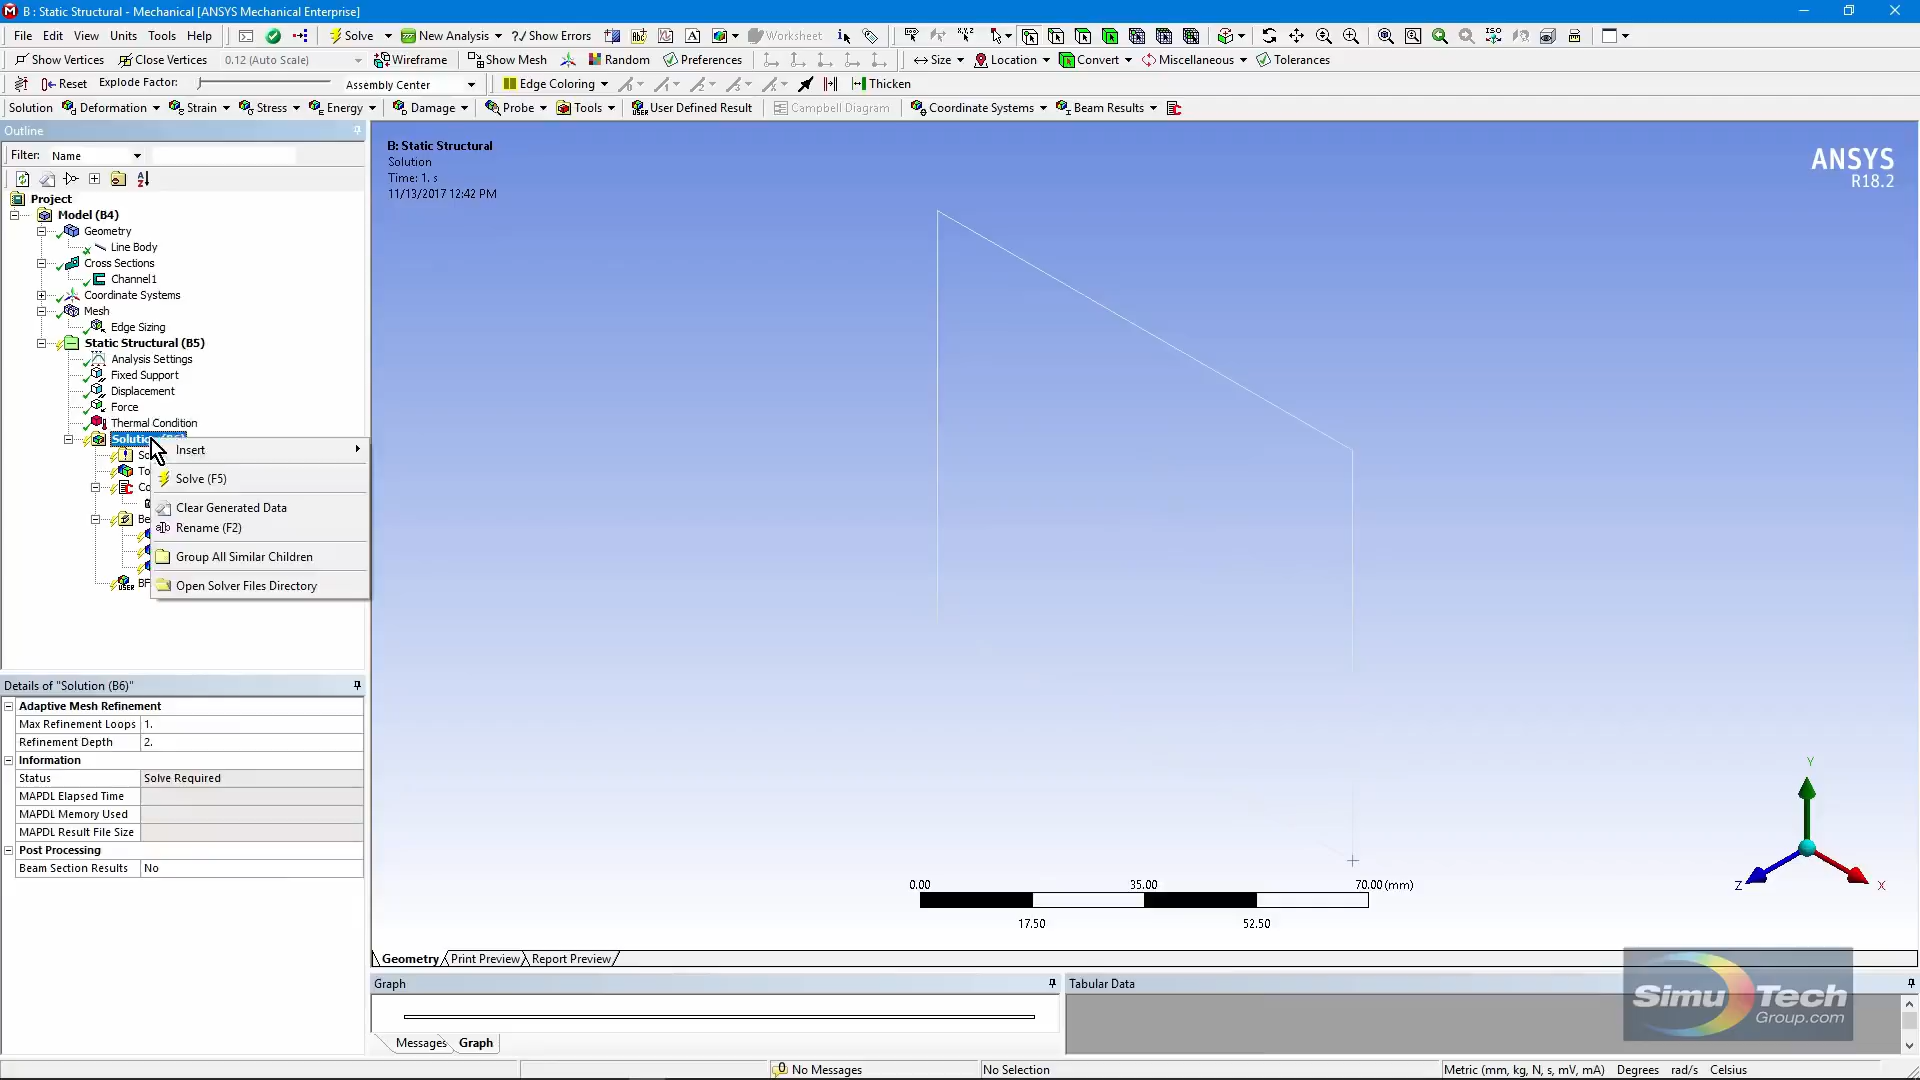 B : Static Structural - Mechanical [ANSYS Mechanical Enterprise]
File Edit View Units Tools Help Solve New Analysis ?/ Show Errors Worksheet
Show Vertices Close Vertices 0.12 (Auto Scale) Wireframe Show Mesh Random Preferences Size Location Convert Miscellaneous Tolerances
Reset Explode Factor: Assembly Center Edge Coloring Thicken
Solution Deformation Strain Stress Energy Damage Probe Tools User Defined Result Campbell Diagram Coordinate Systems Beam Results
Outline
Filter: Name
Project
Model (B4)
Geometry
Line Body
Cross Sections
Channel1
Coordinate Systems
Mesh
Edge Sizing
Static Structural (B5)
Analysis Settings
Fixed Support
Displacement
Force
Thermal Condition
Insert
Solve (F5)
Clear Generated Data
Rename (F2)
Group All Similar Children
Open Solver Files Directory
Details of "Solution (B6)"
Adaptive Mesh Refinement
Max Refinement Loops 1.
Refinement Depth 2.
Information
Status Solve Required
MAPDL Elapsed Time
MAPDL Memory Used
MAPDL Result File Size
Post Processing
Beam Section Results No
B: Static Structural
Solution
Time: 1. s
11/13/2017 12:42 PM
ANSYS
R18.2
Y
Z
X
0.00 35.00 70.00 (mm)
17.50 52.50
Geometry Print Preview Report Preview
Graph
Tabular Data
Messages Graph
SimuTech
Group.com
0 No Messages No Selection Metric (mm, kg, N, s, mV, mA) Degrees rad/s Celsius